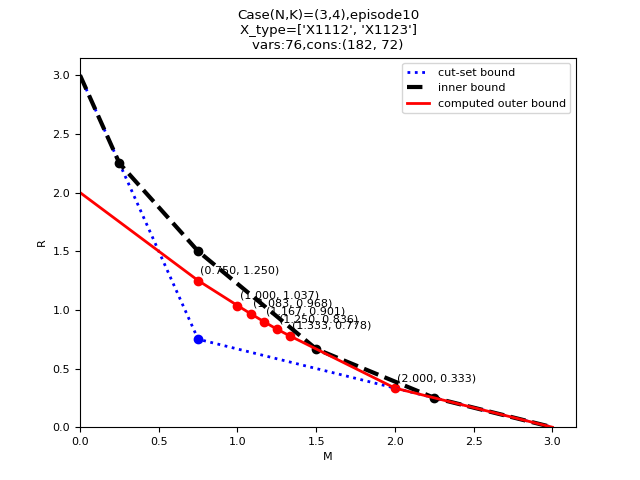 Case(N,K)=(3,4),episode10
X_type=['X1112', 'X1123']
vars:76,cons:(182, 72)
cut-set bound
inner bound
computed outer bound
R
3.0
2.5
2.0
1.5
1.0
0.5
0.0
(0.750, 1.250)
(1.000, 1.037)
(1.083, 0.968)
(1.167, 0.901)
(1.250, 0.836)
(1.333, 0.778)
(2.000, 0.333)
0.0 0.5 1.0 1.5 2.0 2.5 3.0
M